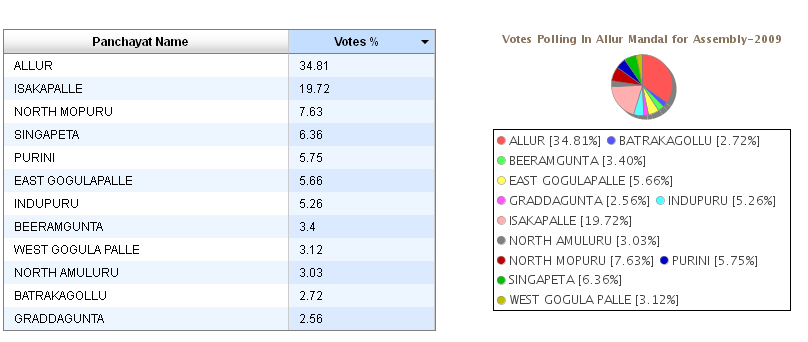 Panchayat Name Votes %
ALLUR 34.81
ISAKAPALLE 19.72
NORTH MOPURU 7.63
SINGAPETA 6.36
PURINI 5.75
EAST GOGULAPALLE 5.66
INDUPURU 5.26
BEERAMGUNTA 3.4
WEST GOGULA PALLE 3.12
NORTH AMULURU 3.03
BATRAKAGOLLU 2.72
GRADDAGUNTA 2.56
Votes Polling In Allur Mandal for Assembly-2009
ALLUR [34.81%] BATRAKAGOLLU [2.72%]
BEERAMGUNTA [3.40%]
EAST GOGULAPALLE [5.66%]
GRADDAGUNTA [2.56%] INDUPURU [5.26%]
ISAKAPALLE [19.72%]
NORTH AMULURU [3.03%]
NORTH MOPURU [7.63%] PURINI [5.75%]
SINGAPETA [6.36%]
WEST GOGULA PALLE [3.12%]